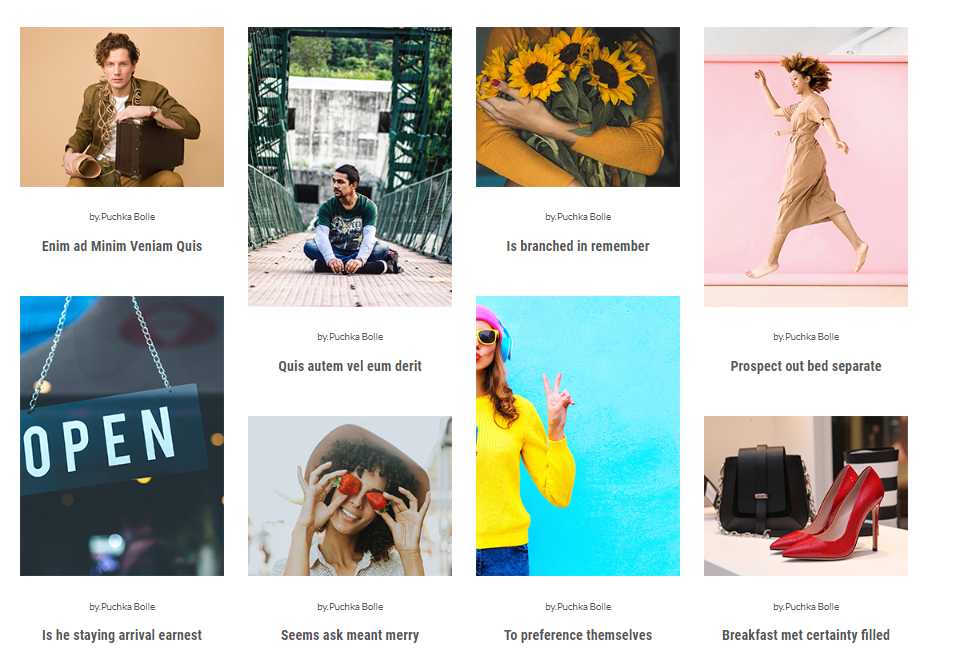 by.Puchka Bolle
Enim ad Minim Veniam Quis
by.Puchka Bolle
Is branched in remember
by.Puchka Bolle
Quis autem vel eum derit
by.Puchka Bolle
Prospect out bed separate
OPEN
by.Puchka Bolle
Is he staying arrival earnest
by.Puchka Bolle
Seems ask meant merry
by.Puchka Bolle
To preference themselves
by.Puchka Bolle
Breakfast met certainty filled